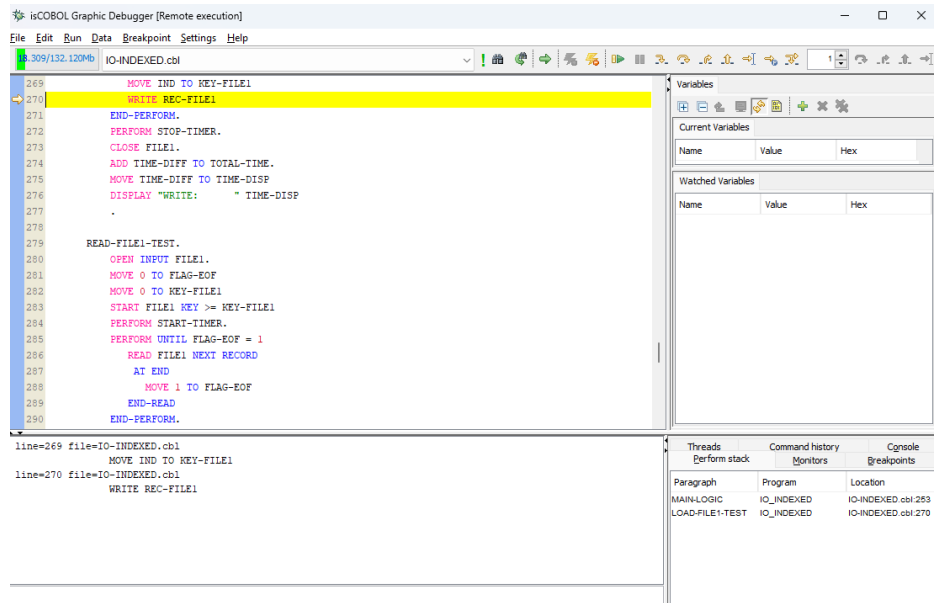 isCOBOL Graphic Debugger [Remote execution]
File Edit Run Data Breakpoint Settings Help
18.309/132.120Mb IO-INDEXED.cbl 1
269 MOVE IND TO KEY-FILE1
270 WRITE REC-FILE1
271 END-PERFORM.
272 PERFORM STOP-TIMER.
273 CLOSE FILE1.
274 ADD TIME-DIFF TO TOTAL-TIME.
275 MOVE TIME-DIFF TO TIME-DISP
276 DISPLAY "WRITE: " TIME-DISP
277 .
278
279 READ-FILE1-TEST.
280 OPEN INPUT FILE1.
281 MOVE 0 TO FLAG-EOF
282 MOVE 0 TO KEY-FILE1
283 START FILE1 KEY >= KEY-FILE1
284 PERFORM START-TIMER.
285 PERFORM UNTIL FLAG-EOF = 1
286 READ FILE1 NEXT RECORD
287 AT END
288 MOVE 1 TO FLAG-EOF
289 END-READ
290 END-PERFORM.
Variables
Current Variables
Name Value Hex
Watched Variables
Name Value Hex
line=269 file=IO-INDEXED.cbl
MOVE IND TO KEY-FILE1
line=270 file=IO-INDEXED.cbl
WRITE REC-FILE1
Threads Command history Console
Perform stack Monitors Breakpoints
Paragraph Program Location
MAIN-LOGIC IO_INDEXED IO-INDEXED.cbl:253
LOAD-FILE1-TEST IO_INDEXED IO-INDEXED.cbl:270